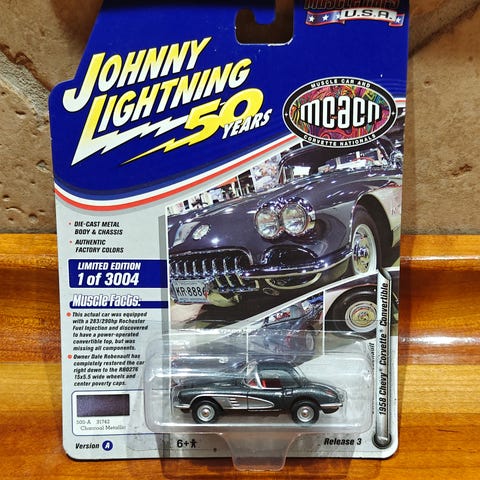 U.S.A.
JOHNNY
LIGHTNING
50
YEARS
MUSCLE CAR AND
mcacn
CORVETTE NATIONALS
• DIE-CAST METAL
BODY & CHASSIS
• AUTHENTIC
FACTORY COLORS
LIMITED EDITION
1 of 3004
Muscle Facts:
• This actual car was equipped
with a 283/290hp Rochester
Fuel Injection and discovered
to have a power-operated
convertible top, but was
missing all components.
• Owner Dale Robenault has
completely restored the car
right down to the RB0276
15x5.5 wide wheels and
center poverty caps.
500-A 31742
Charcoal Metallic
Version A
6+
Release 3
1958 Chevy® Corvette® Convertible